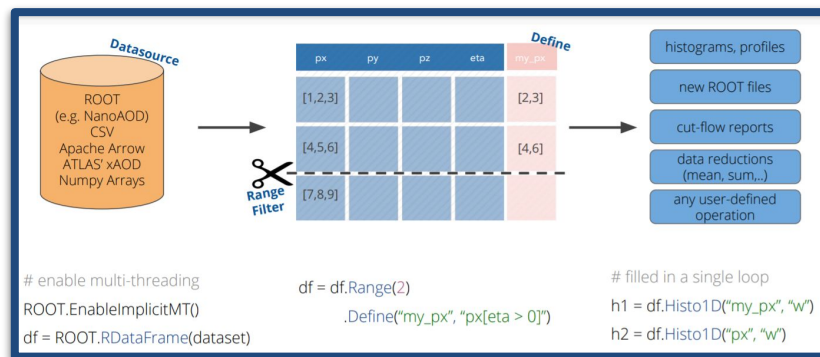 Datasource
ROOT
(e.g. NanoAOD)
CSV
Apache Arrow
ATLAS' xAOD
Numpy Arrays
Define
px py pz eta my_px
[1,2,3] [2,3]
[4,5,6] [4,6]
[7,8,9]
Range
Filter
histograms, profiles
new ROOT files
cut-flow reports
data reductions
(mean, sum,..)
any user-defined
operation
# enable multi-threading
ROOT.EnableImplicitMT()
df = ROOT.RDataFrame(dataset)
df = df.Range(2)
.Define(“my_px”, “px[eta > 0]”)
# filled in a single loop
h1 = df.Histo1D(“my_px”, “w”)
h2 = df.Histo1D(“px”, “w”)